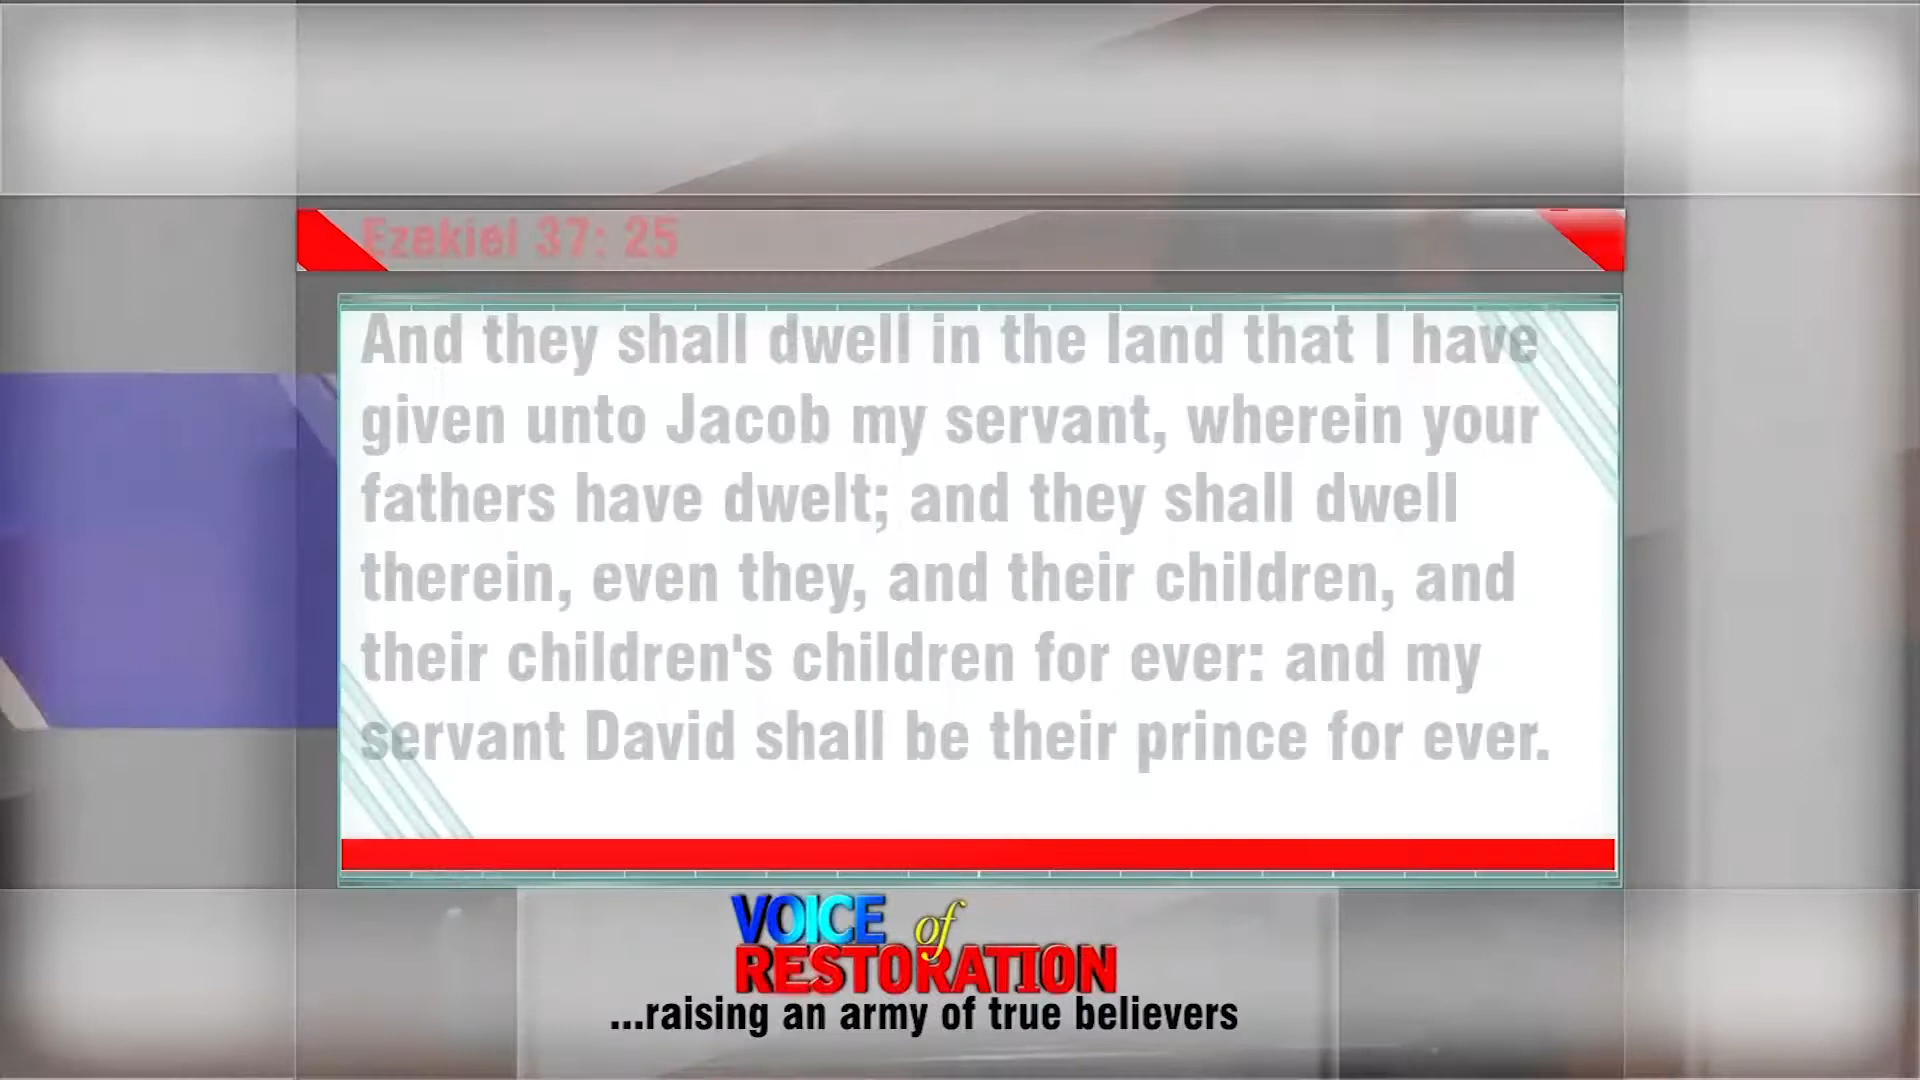 Ezekiel 37: 25
And they shall dwell in the land that I have
given unto Jacob my servant, wherein your
fathers have dwelt; and they shall dwell
therein, even they, and their children, and
their children's children for ever: and my
servant David shall be their prince for ever.
VOICE of
RESTORATION
...raising an army of true believers